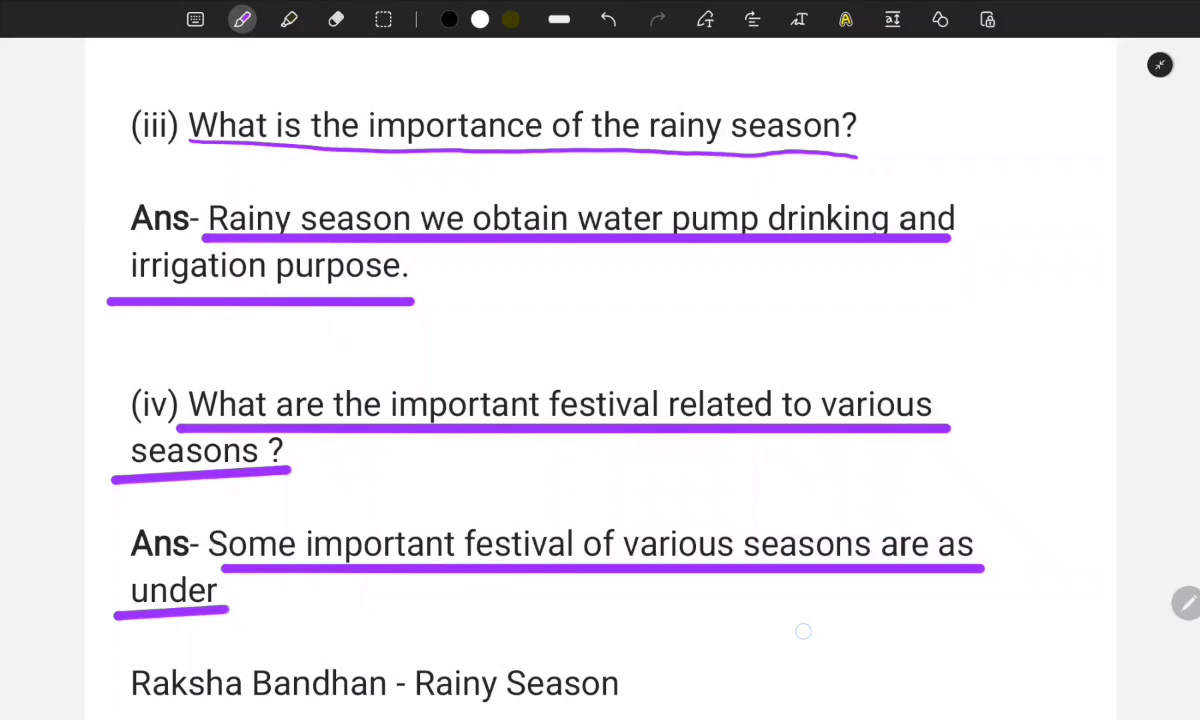 (iii) What is the importance of the rainy season?
Ans- Rainy season we obtain water pump drinking and
irrigation purpose.
(iv) What are the important festival related to various
seasons ?
Ans- Some important festival of various seasons are as
under
Raksha Bandhan - Rainy Season